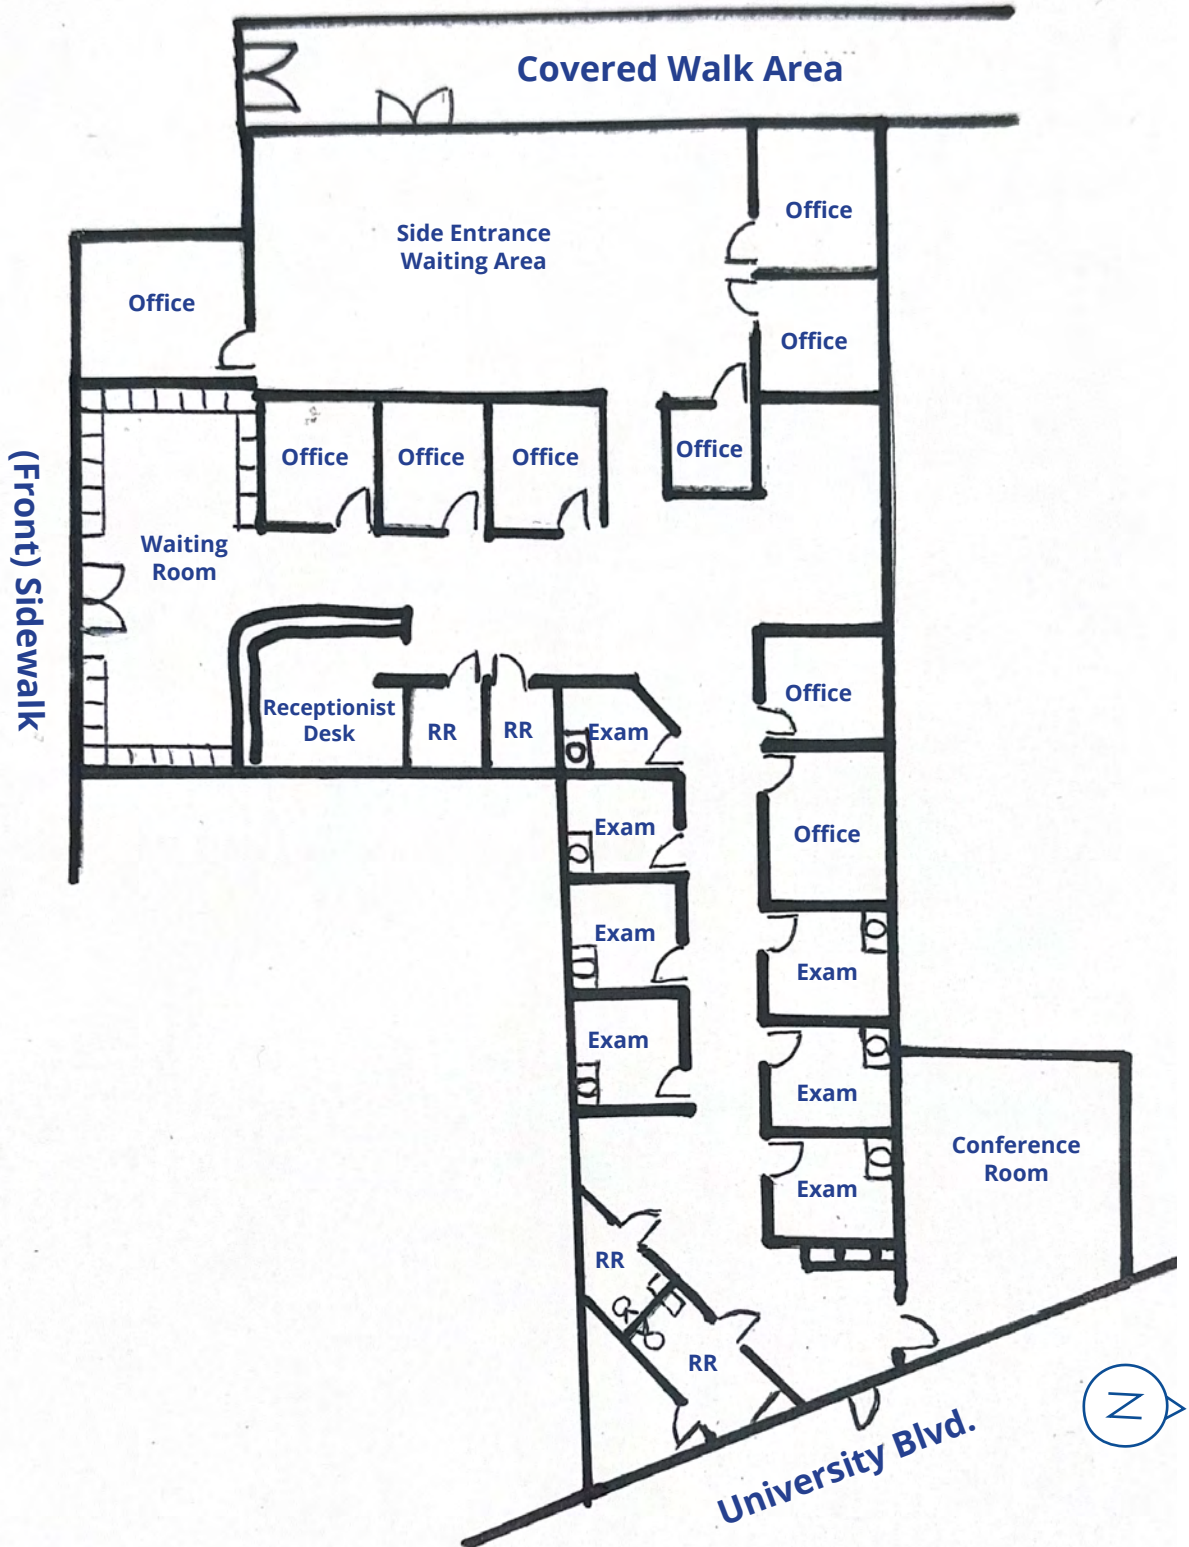 Covered Walk Area
Office
Side Entrance
Waiting Area
Office
Office
Office
Office
Office
Office
Office
(Front) Sidewalk
Waiting
Room
Office
Receptionist
Desk
RR
RR
Exam
Exam
Office
Exam
Exam
Exam
Exam
Conference
Room
Exam
RR
RR
N
University Blvd.